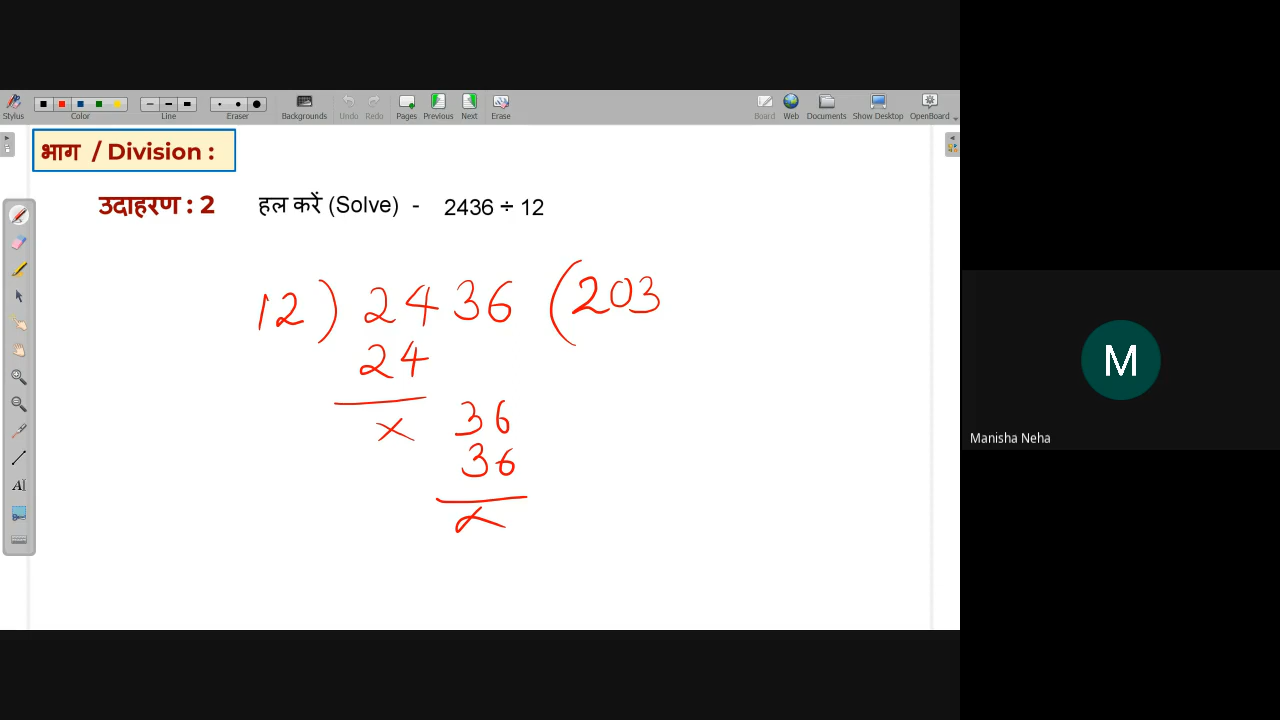 Stylus Color Line Eraser Backgrounds Undo Redo Pages Previous Next Erase Board Web Documents Show Desktop OpenBoard
भाग / Division :
उदाहरण : 2 हल करें (Solve) - 2436 ÷ 12
12 ) 2436 ( 203
24
x 36
36
x
M
Manisha Neha